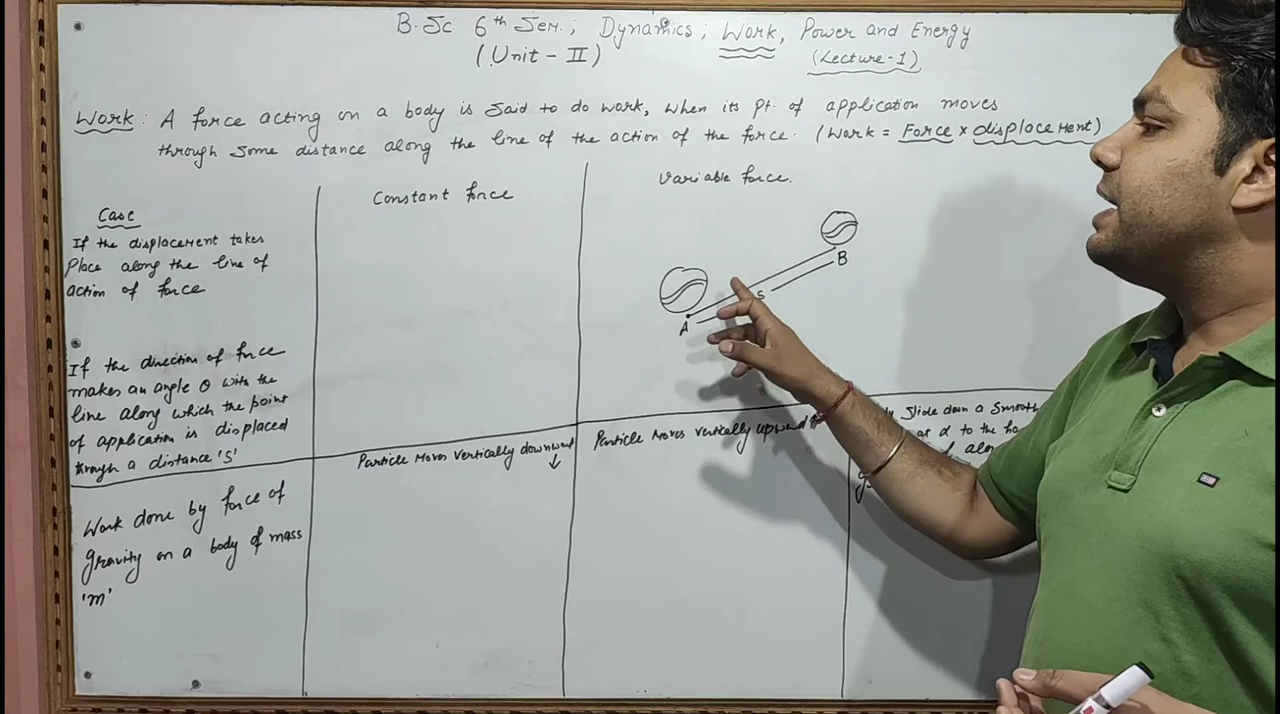 B.Sc 6th Sem.; Dynamics; Work, Power and Energy
(Unit - II) (Lecture-1)
Work: A force acting on a body is said to do work, when its pt. of application moves
through some distance along the line of the action of the force. (Work = Force x displacement)
Case
If the displacement takes
Place along the line of
action of force
If the direction of force
makes an angle θ with the
line along which the point
of application is displaced
through a distance 's'
Constant force
Variable force.
B
s
A
Work done by force of
gravity on a body of mass
'm'
Particle Moves vertically downward
↓
Particle Moves vertically upward
Slide down a smooth
at α to the